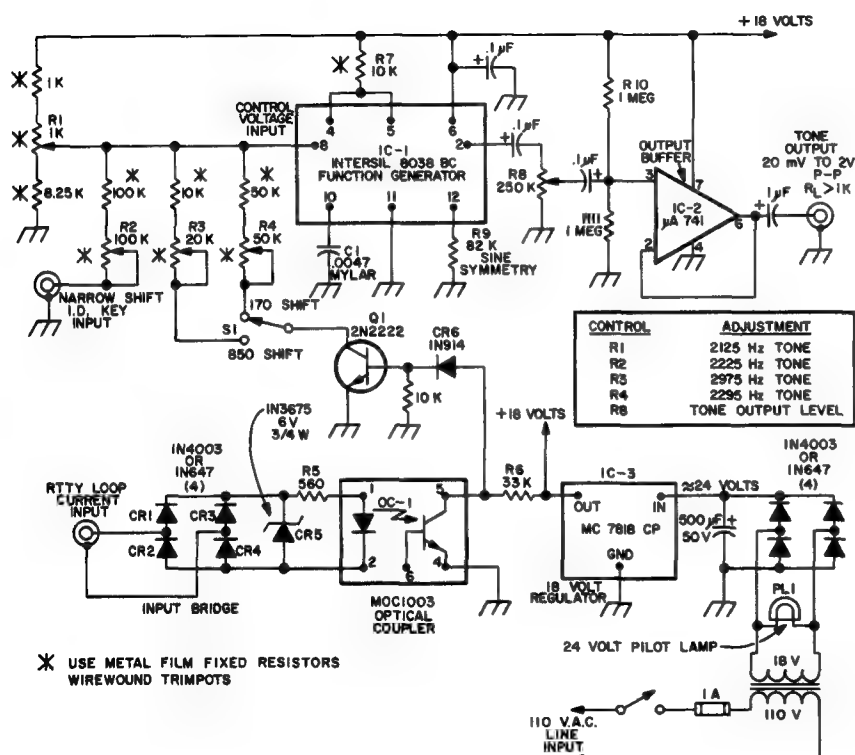 +18 VOLTS
1K
R1
1K
8.25K
R7
10K
.1µF
+
CONTROL
VOLTAGE
INPUT
4
5
6
8
2
IC-1
INTERSIL 8038 BC
FUNCTION GENERATOR
10
11
12
+ .1µF
R8
250K
.1µF
+
R10
1 MEG
R11
1 MEG
OUTPUT
BUFFER
3
7
IC-2
µA 741
6
2
4
+ .1µF
TONE
OUTPUT
20 mV TO 2V
P-P
RL>1K
100K
R2
100K
10K
R3
20K
50K
R4
50K
C1
.0047
MYLAR
R9
82K
SINE
SYMMETRY
NARROW SHIFT
I.D. KEY
INPUT
170 SHIFT
S1
850 SHIFT
Q1
2N2222
CR6
1N914
10K
CONTROL ADJUSTMENT
R1 2125 Hz TONE
R2 2225 Hz TONE
R3 2975 Hz TONE
R4 2295 Hz TONE
R8 TONE OUTPUT LEVEL
1N3675
6V
3/4 W
1N4003
OR
1N647
(4)
RTTY LOOP
CURRENT
INPUT
CR1
CR2
CR3
CR4
CR5
INPUT BRIDGE
R5
560
1
OC-1
5
2
6
4
MOC1003
OPTICAL
COUPLER
+18 VOLTS
R6
33K
IC-3
OUT IN
MC 7818 CP
GND
18 VOLT
REGULATOR
≈24 VOLTS
500µF +
50V
1N4003
OR
1N647
(4)
PL1
24 VOLT PILOT LAMP
18V
110 V
1A
110 V.A.C.
LINE
INPUT
✳ USE METAL FILM FIXED RESISTORS
WIREWOUND TRIMPOTS